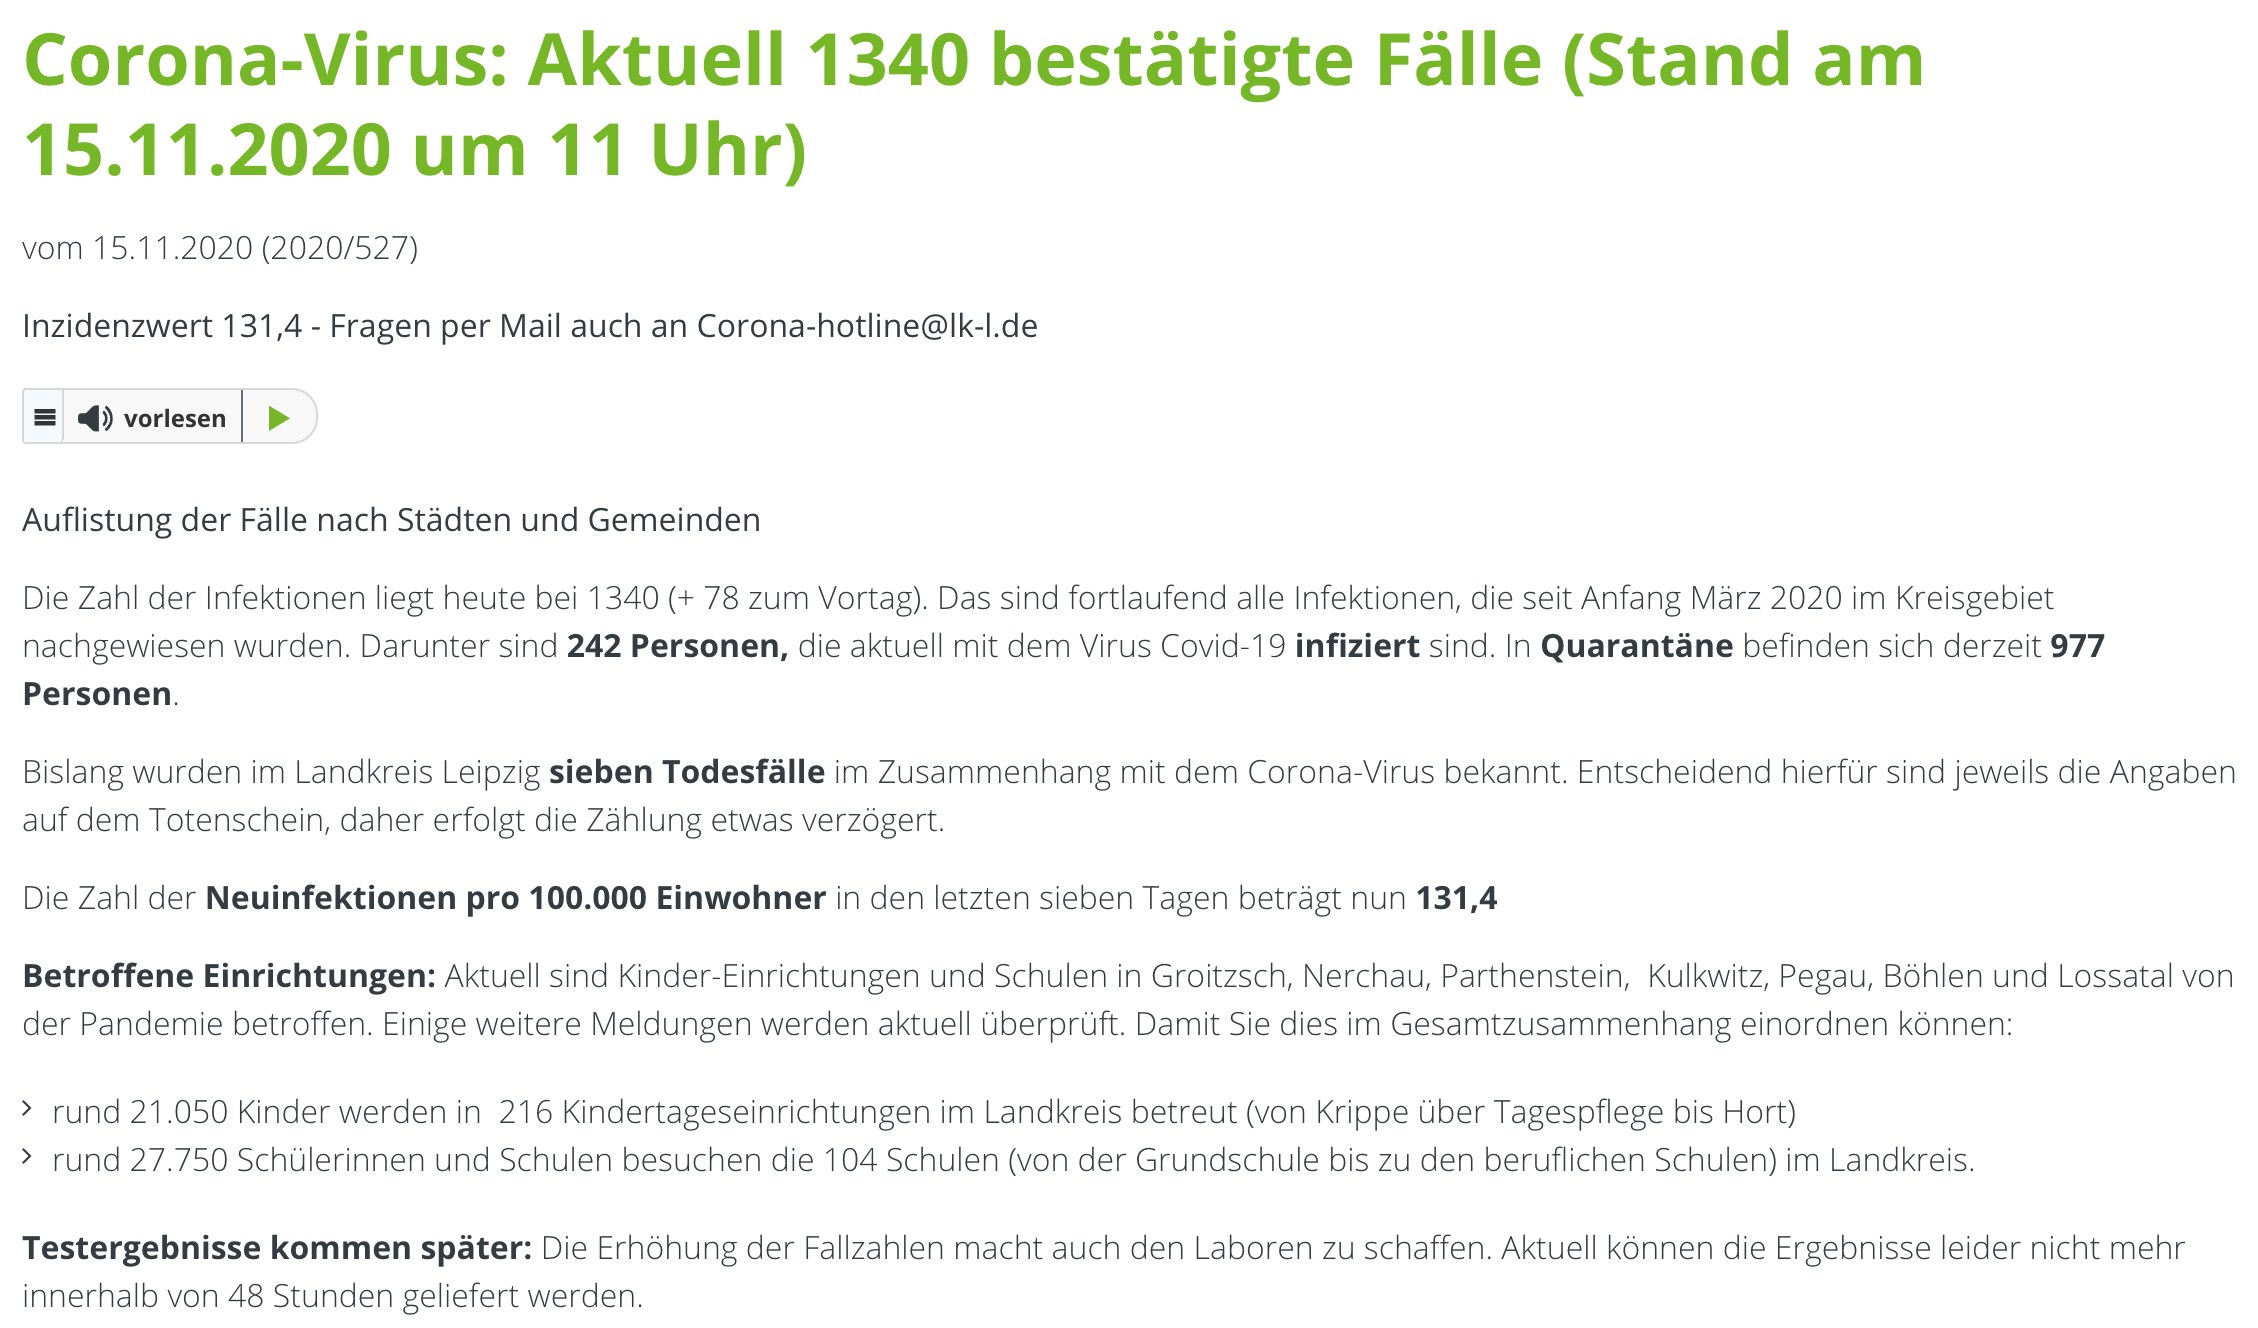 Corona-Virus: Aktuell 1340 bestätigte Fälle (Stand am
15.11.2020 um 11 Uhr)
vom 15.11.2020 (2020/527)
Inzidenzwert 131,4 - Fragen per Mail auch an Corona-hotline@lk-l.de
vorlesen
Auflistung der Fälle nach Städten und Gemeinden
Die Zahl der Infektionen liegt heute bei 1340 (+ 78 zum Vortag). Das sind fortlaufend alle Infektionen, die seit Anfang März 2020 im Kreisgebiet
nachgewiesen wurden. Darunter sind 242 Personen, die aktuell mit dem Virus Covid-19 infiziert sind. In Quarantäne befinden sich derzeit 977
Personen.
Bislang wurden im Landkreis Leipzig sieben Todesfälle im Zusammenhang mit dem Corona-Virus bekannt. Entscheidend hierfür sind jeweils die Angaben
auf dem Totenschein, daher erfolgt die Zählung etwas verzögert.
Die Zahl der Neuinfektionen pro 100.000 Einwohner in den letzten sieben Tagen beträgt nun 131,4
Betroffene Einrichtungen: Aktuell sind Kinder-Einrichtungen und Schulen in Groitzsch, Nerchau, Parthenstein,  Kulkwitz, Pegau, Böhlen und Lossatal von
der Pandemie betroffen. Einige weitere Meldungen werden aktuell überprüft. Damit Sie dies im Gesamtzusammenhang einordnen können:
rund 21.050 Kinder werden in  216 Kindertageseinrichtungen im Landkreis betreut (von Krippe über Tagespflege bis Hort)
rund 27.750 Schülerinnen und Schulen besuchen die 104 Schulen (von der Grundschule bis zu den beruflichen Schulen) im Landkreis.
Testergebnisse kommen später: Die Erhöhung der Fallzahlen macht auch den Laboren zu schaffen. Aktuell können die Ergebnisse leider nicht mehr
innerhalb von 48 Stunden geliefert werden.